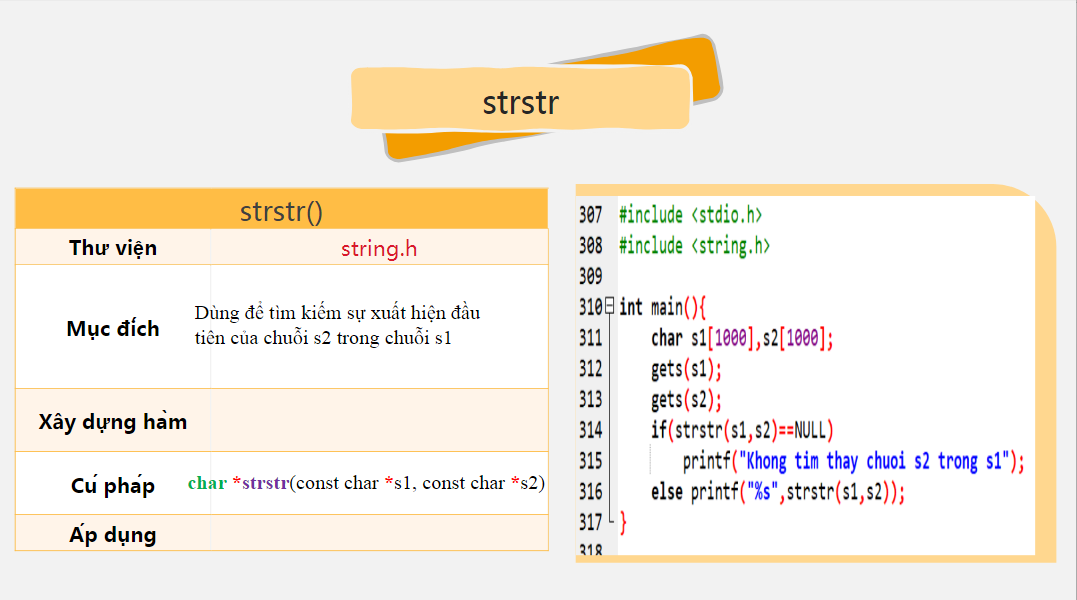 strstr
strstr()
Thư viện
string.h
Mục đích
Dùng để tìm kiếm sự xuất hiện đầu
tiên của chuỗi s2 trong chuỗi s1
Xây dựng hàm
Cú pháp
char *strstr(const char *s1, const char *s2)
Áp dụng
307 #include <stdio.h>
308 #include <string.h>
309
310 int main(){
311 char s1[1000],s2[1000];
312 gets(s1);
313 gets(s2);
314 if(strstr(s1,s2)==NULL)
315 printf("Khong tim thay chuoi s2 trong s1");
316 else printf("%s",strstr(s1,s2));
317 }
318